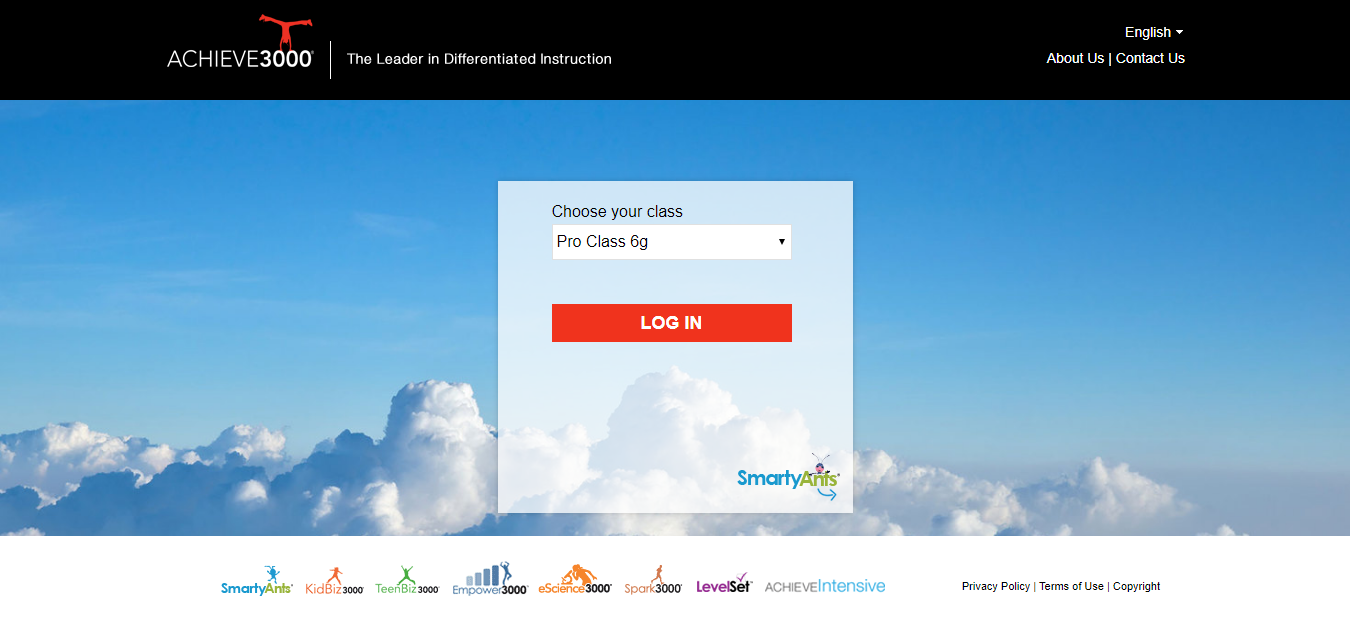 ACHIEVE3000®
The Leader in Differentiated Instruction
English
About Us | Contact Us
Choose your class
Pro Class 6g
LOG IN
SmartyAnts®
SmartyAnts® KidBiz3000® TeenBiz3000® Empower3000® eScience3000® Spark3000® LevelSet™ ACHIEVEIntensive
Privacy Policy | Terms of Use | Copyright